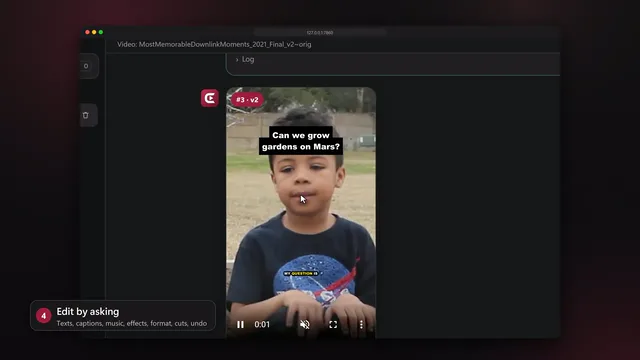 Video: MostMemorableDownlinkMoments_2021_Final_v2~orig
› Log
#3 · v2
Can we grow
gardens on Mars?
MY QUESTION IS
0:01
4
Edit by asking
Texts, captions, music, effects, format, cuts, undo